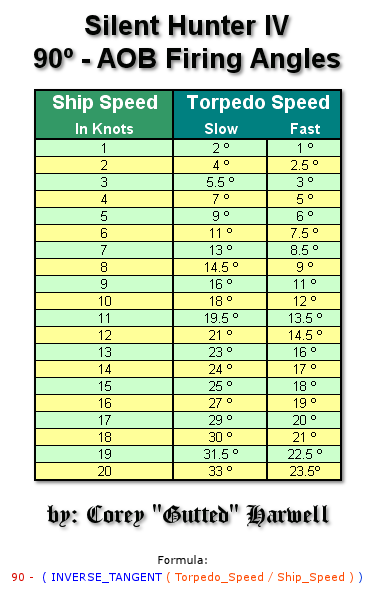 Silent Hunter IV
90º - AOB Firing Angles
Ship Speed Torpedo Speed
In Knots Slow Fast
1 2 º 1 º
2 4 º 2.5 º
3 5.5 º 3 º
4 7 º 5 º
5 9 º 6 º
6 11 º 7.5 º
7 13 º 8.5 º
8 14.5 º 9 º
9 16 º 11 º
10 18 º 12 º
11 19.5 º 13.5 º
12 21 º 14.5 º
13 23 º 16 º
14 24 º 17 º
15 25 º 18 º
16 27 º 19 º
17 29 º 20 º
18 30 º 21 º
19 31.5 º 22.5 º
20 33 º 23.5º
by: Corey "Gutted" Harwell
Formula:
90 - ( INVERSE_TANGENT ( Torpedo_Speed / Ship_Speed ) )